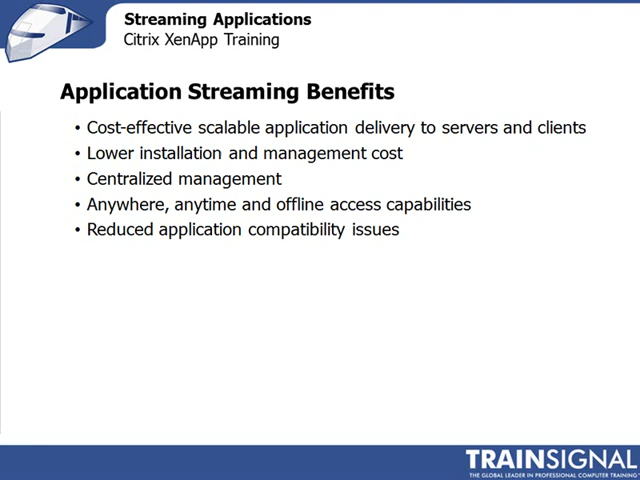 Streaming Applications
Citrix XenApp Training
Application Streaming Benefits
• Cost-effective scalable application delivery to servers and clients
• Lower installation and management cost
• Centralized management
• Anywhere, anytime and offline access capabilities
• Reduced application compatibility issues
TRAINSIGNAL
THE GLOBAL LEADER IN PROFESSIONAL COMPUTER TRAINING